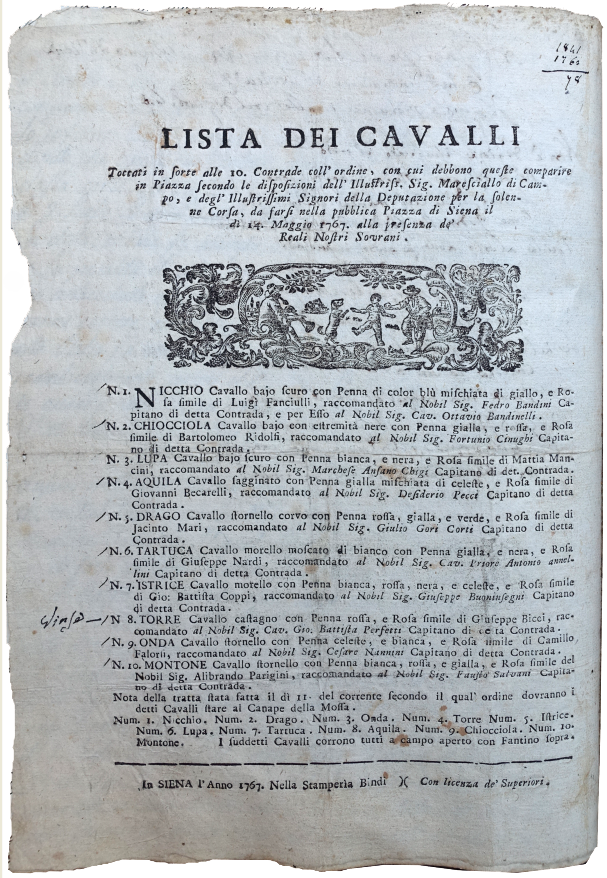 1841
1763
78
LISTA DEI CAVALLI
Toccati in sorte alle 10. Contrade coll' ordine, con cui debbono queste comparire
in Piazza secondo le disposizioni dell' Illustriss. Sig. Maresciallo di Cam-
po, e degl' Illustrissimi Signori della Deputazione per la solen-
ne Corsa, da farsi nella pubblica Piazza di Siena il
di 14. Maggio 1767. alla presenza de'
Reali Nostri Sovrani.
N. 1. NICCHIO Cavallo bajo scuro con Penna di color blù mischiata di giallo, e Ro-
sa simile di Luigi Fanciulli, raccomandato al Nobil Sig. Fedro Bandini Ca-
pitano di detta Contrada, e per Esso al Nobil Sig. Cav. Ottavio Bandinelli.
N. 2. CHIOCCIOLA Cavallo bajo con estremità nere con Penna gialla, e rossa, e Rosa
simile di Bartolomeo Ridolfi, raccomandato al Nobil Sig. Fortunio Cinughi Capita-
no di detta Contrada.
N. 3. LUPA Cavallo bajo scuro con Penna bianca, e nera, e Rosa simile di Mattia Man-
cini, raccomandato al Nobil Sig. Marchese Ansano Chigi Capitano di det. Contrada.
N. 4. AQUILA Cavallo sagginato con Penna gialla mischiata di celeste, e Rosa simile di
Giovanni Becarelli, raccomandato al Nobil Sig. Desiderio Pecci Capitano di detta
Contrada.
N. 5. DRAGO Cavallo stornello corvo con Penna rossa, gialla, e verde, e Rosa simile di
Jacinto Mari, raccomandato al Nobil Sig. Giulio Gori Corti Capitano di detta
Contrada.
N. 6. TARTUCA Cavallo morello moscato di bianco con Penna gialla, e nera, e Rosa
simile di Giuseppe Nardi, raccomandato al Nobil Sig. Cav. Priore Antonio annel-
lini Capitano di detta Contrada.
N. 7. ISTRICE Cavallo motello con Penna bianca, rossa, nera, e celeste, e Rosa simile
di Gio: Battista Coppi, raccomandato al Nobil Sig. Giuseppe Buoninsegni Capitano
di detta Contrada.
N 8. TORRE Cavallo castagno con Penna rossa, e Rosa simile di Giuseppe Bicci, rac-
comandato al Nobil Sig. Cav. Gio. Battista Perfetti Capitano di detta Contrada.
N. 9. ONDA Cavallo stornello con Penna celeste, e bianca, e Rosa simile di Camillo
Falorsi, raccomandato al Nobil Sig. Cesare Nannini Capitano di detta Contrada.
N. 10. MONTONE Cavallo stornello con Penna bianca, rossa, e gialla, e Rosa simile del
Nobil Sig. Alibrando Parigini, raccomandato al Nobil Sig. Fausto Salvani Capita-
no di detta Contrada.
Nota della tratta stata fatta il dì 11. del corrente secondo il qual' ordine dovranno i
detti Cavalli stare al Canape della Mossa.
Num. 1. Nicchio. Num. 2. Drago. Num. 3. Onda. Num. 4. Torre Num. 5. Istrice.
Num. 6. Lupa. Num. 7. Tartuca. Num. 8. Aquila. Num. 9. Chiocciola. Num. 10.
Montone. I suddetti Cavalli corrono tutti a campo aperto con Fantino sopra.
In SIENA l'Anno 1767. Nella Stamperia Bindi )( Con licenza de' Superiori.